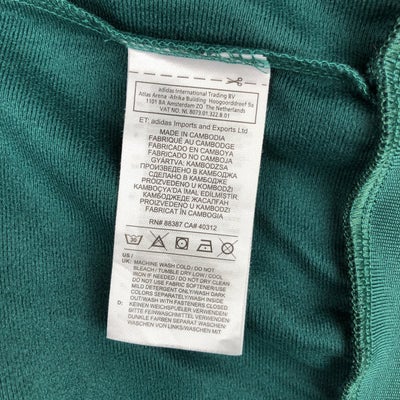 Adidas International Trading BV
Atlas Arena -Afrika Building Hoogoorddreef 9a
1101 BA Amsterdam ZO The Netherlands
VAT NO: NL 8073.01.322.B.01
ET: adidas Imports and Exports Ltd
MADE IN CAMBODIA
FABRIQUÉ AU CAMBODGE
FABRICADO EN CAMBOYA
FABRICADO NO CAMBOJA
GYÁRTVA: KAMBODZSA
ПРОИЗВЕДЕНО В КАМБОДЖА
СДЕЛАНО В КАМБОДЖЕ
PROIZVEDENO U KAMBODŽI
KAMBOÇYA'DA İMAL EDİLMİŞTİR
КАМБОДЖЕДЕ ЖАСАЛҒАН
PROIZVEDENO U KAMBODŽI
FABRICAT ÎN CAMBOGIA
RN# 88387 CA# 40312
30
US /
UK: MACHINE WASH COLD / DO NOT
BLEACH / TUMBLE DRY LOW / COOL
IRON IF NEEDED / DO NOT DRY CLEAN
DO NOT USE FABRIC SOFTENER/USE
MILD DETERGENT ONLY/WASH DARK
COLORS SEPARATELY/WASH INSIDE
OUT/WASH WITH FASTENERS CLOSED
D: KEINEN WEICHSPÜLER VERWENDEN/
BITTE FEINWASCHMITTEL VERWENDEN/
DUNKLE FARBEN SEPARAT WASCHEN/
WASCHEN VON LINKS/WASCHEN MIT